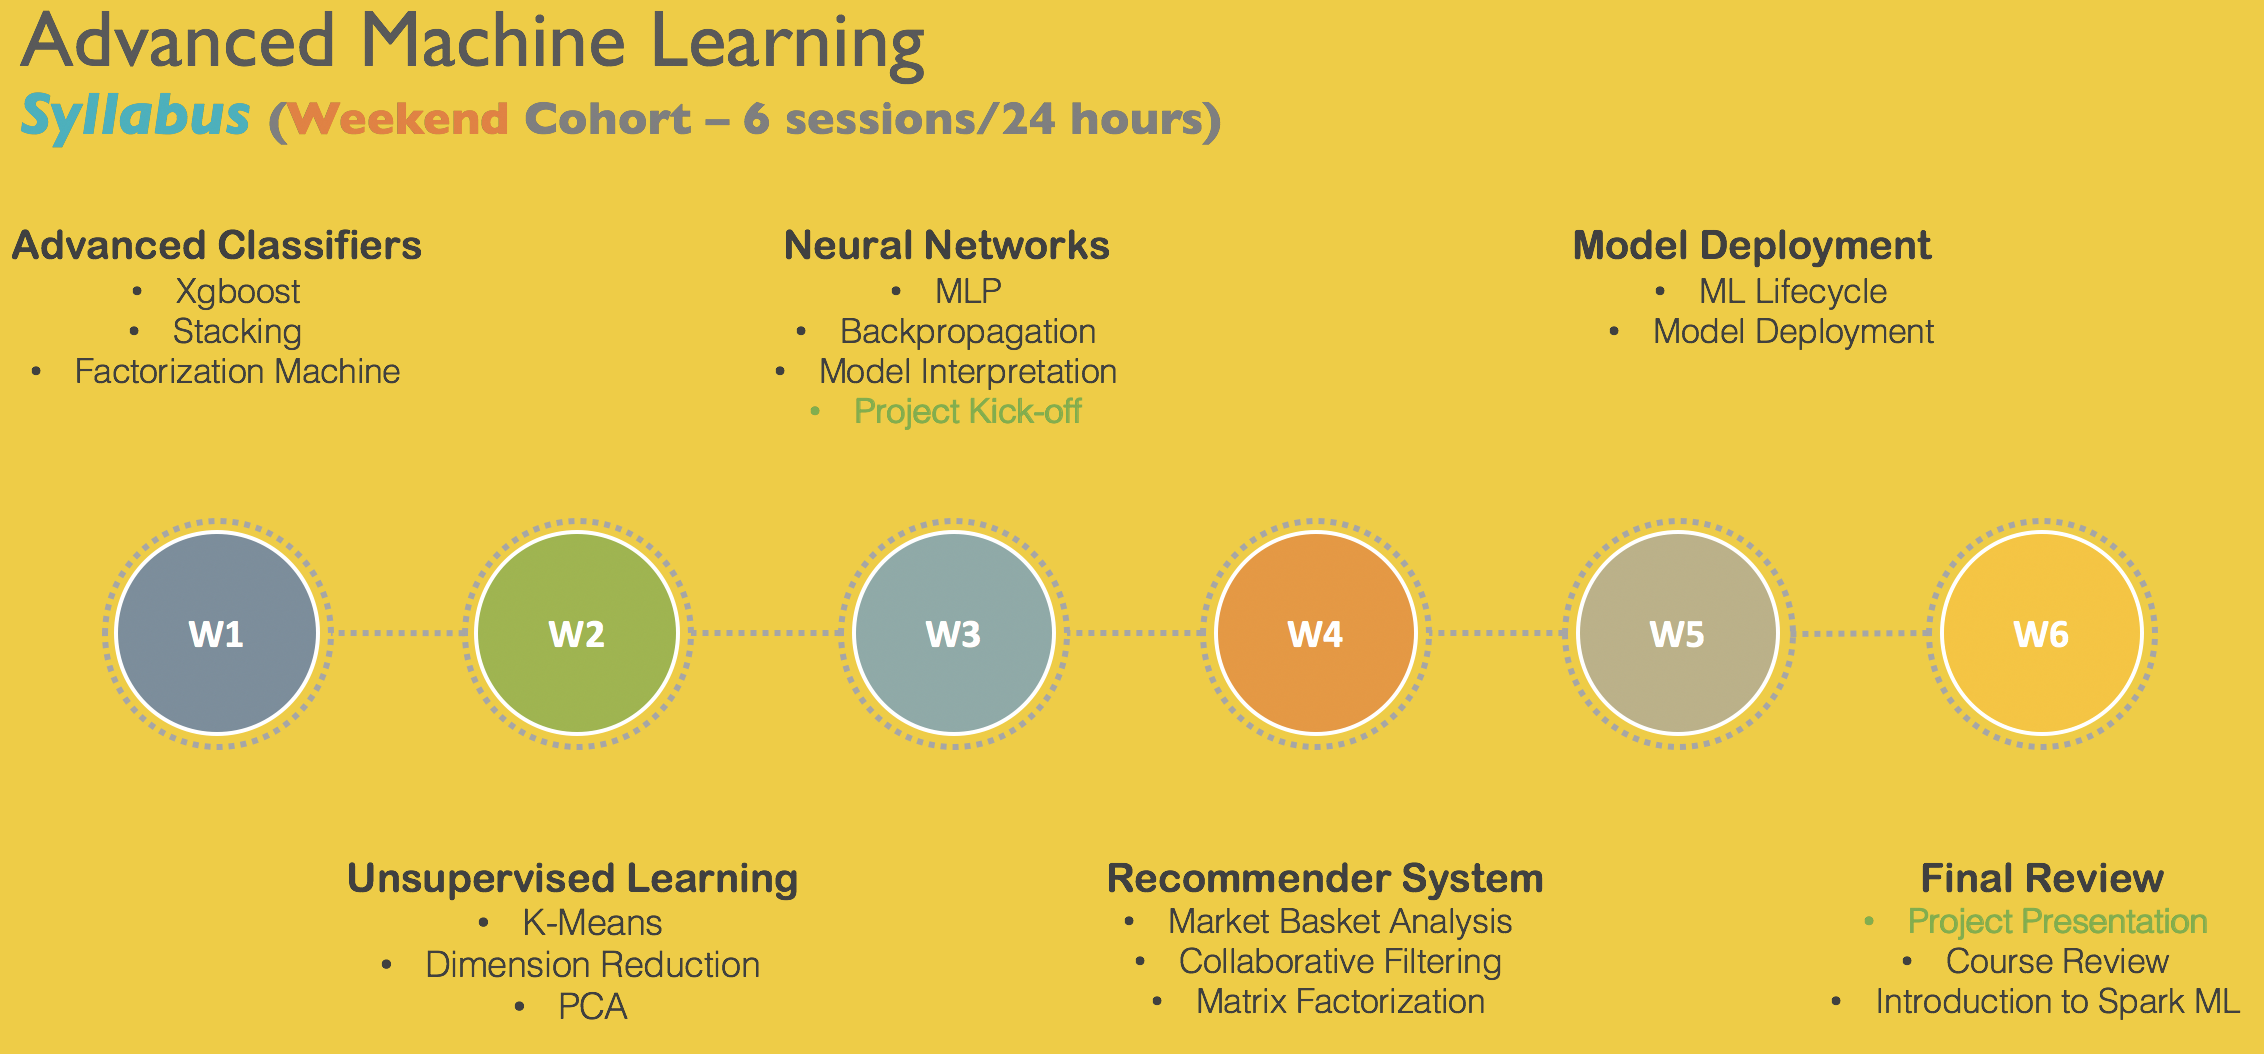 Advanced Machine Learning
Syllabus (Weekend Cohort – 6 sessions/24 hours)
Advanced Classifiers
• Xgboost
• Stacking
• Factorization Machine
Neural Networks
• MLP
• Backpropagation
• Model Interpretation
• Project Kick-off
Model Deployment
• ML Lifecycle
• Model Deployment
W1
W2
W3
W4
W5
W6
Unsupervised Learning
• K-Means
• Dimension Reduction
• PCA
Recommender System
• Market Basket Analysis
• Collaborative Filtering
• Matrix Factorization
Final Review
• Project Presentation
• Course Review
• Introduction to Spark ML